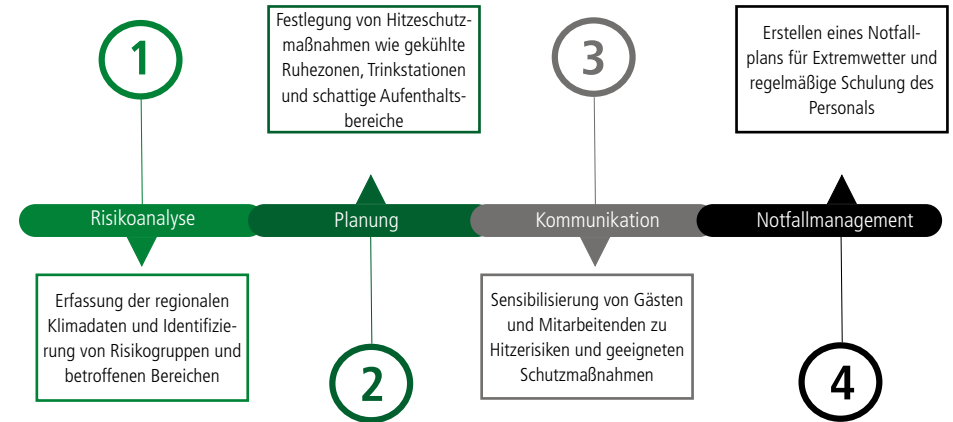 1
Risikoanalyse
Erfassung der regionalen
Klimadaten und Identifizie-
rung von Risikogruppen und
betroffenen Bereichen
Festlegung von Hitzeschutz-
maßnahmen wie gekühlte
Ruhezonen, Trinkstationen
und schattige Aufenthalts-
bereiche
Planung
2
3
Kommunikation
Sensibilisierung von Gästen
und Mitarbeitenden zu
Hitzerisiken und geeigneten
Schutzmaßnahmen
Erstellen eines Notfall-
plans für Extremwetter und
regelmäßige Schulung des
Personals
Notfallmanagement
4